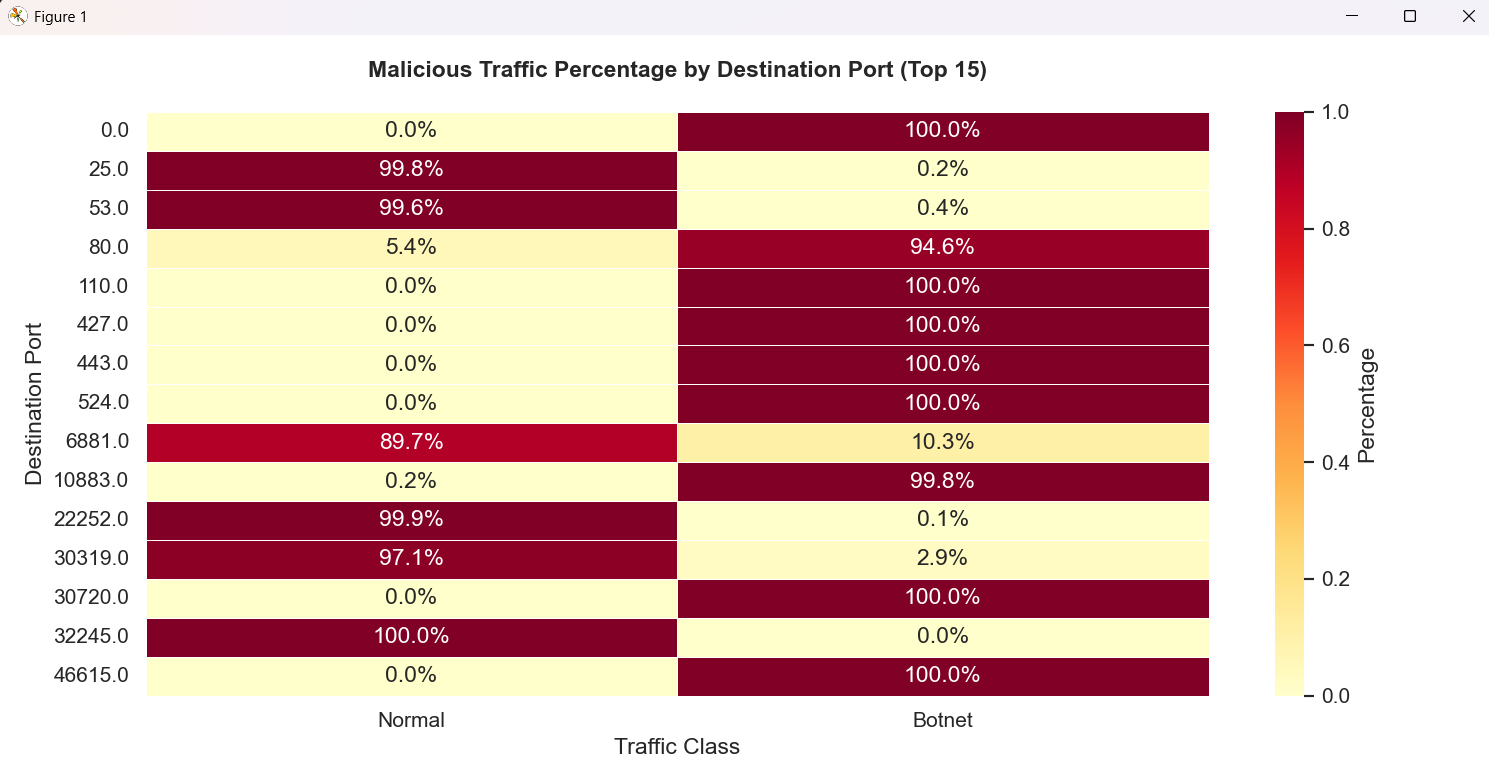 Figure 1
Malicious Traffic Percentage by Destination Port (Top 15)
0.0 0.0% 100.0%
25.0 99.8% 0.2%
53.0 99.6% 0.4%
80.0 5.4% 94.6%
110.0 0.0% 100.0%
427.0 0.0% 100.0%
443.0 0.0% 100.0%
524.0 0.0% 100.0%
6881.0 89.7% 10.3%
10883.0 0.2% 99.8%
22252.0 99.9% 0.1%
30319.0 97.1% 2.9%
30720.0 0.0% 100.0%
32245.0 100.0% 0.0%
46615.0 0.0% 100.0%
Destination Port
Normal Botnet
Traffic Class
1.0
0.8
0.6
0.4
0.2
0.0
Percentage